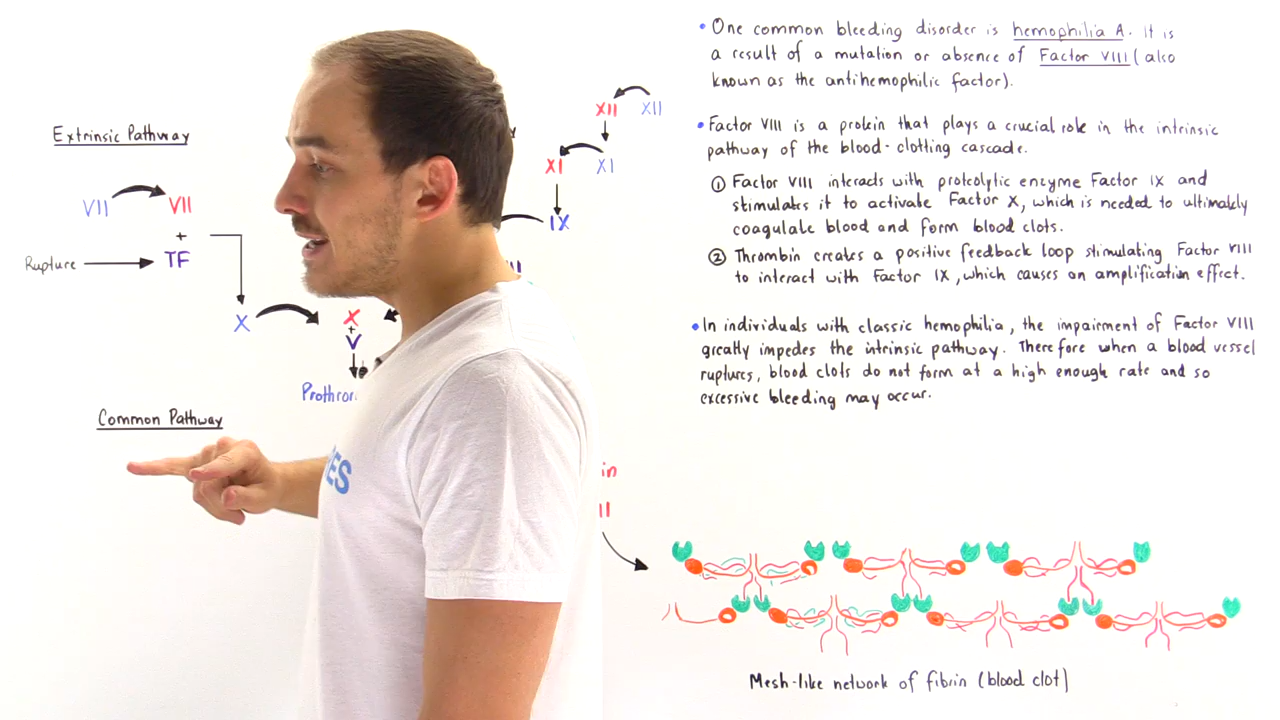 Extrinsic Pathway
VII
VII
+
TF
Rupture
X
X
+
V
Common Pathway
XII
XII
XI
XI
IX
in
ES
• One common bleeding disorder is hemophilia A. It is
a result of a mutation or absence of Factor VIII (also
known as the antihemophilic factor).
• Factor VIII is a protein that plays a crucial role in the intrinsic
pathway of the blood-clotting cascade.
① Factor VIII interacts with proteolytic enzyme Factor IX and
stimulates it to activate Factor X, which is needed to ultimately
coagulate blood and form blood clots.
② Thrombin creates a positive feedback loop stimulating Factor VIII
to interact with Factor IX, which causes an amplification effect.
• In individuals with classic hemophilia, the impairment of Factor VIII
greatly impedes the intrinsic pathway. Therefore when a blood vessel
ruptures, blood clots do not form at a high enough rate and so
excessive bleeding may occur.
Mesh-like network of fibrin (blood clot)